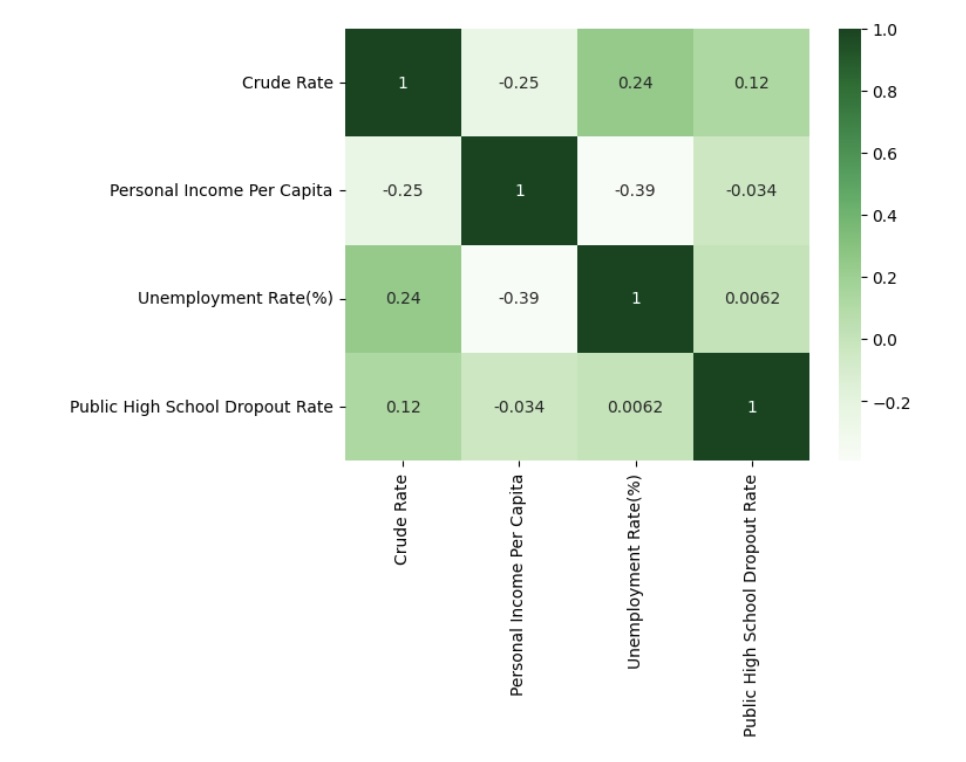 Crude Rate 1 -0.25 0.24 0.12
Personal Income Per Capita -0.25 1 -0.39 -0.034
Unemployment Rate(%) 0.24 -0.39 1 0.0062
Public High School Dropout Rate 0.12 -0.034 0.0062 1
Crude Rate
Personal Income Per Capita
Unemployment Rate(%)
Public High School Dropout Rate
1.0
0.8
0.6
0.4
0.2
0.0
−0.2